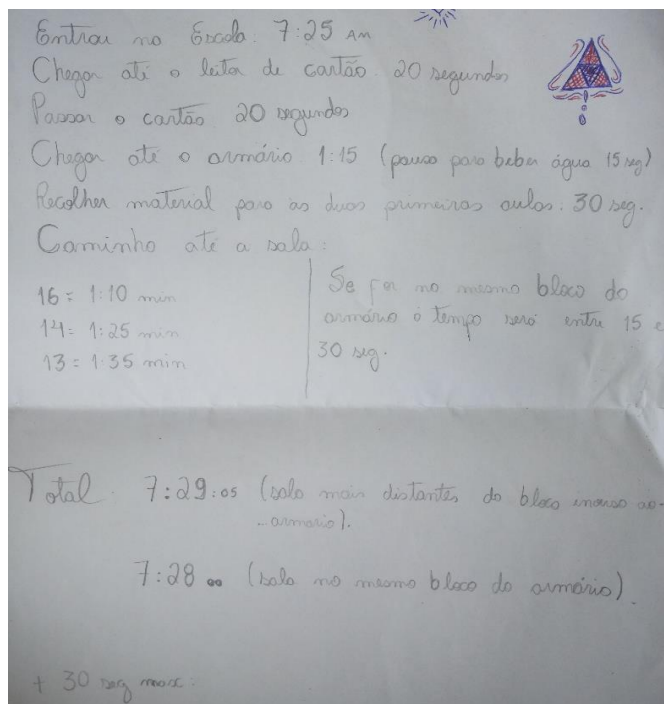 Entrou no Escola: 7:25 AM
Chegar até o leitor de cartão: 20 segundos
Passar o cartão 20 segundos
Chegar até o armário 1:15 (pausa para beber água 15 seg)
Recolher material para as duas primeiras aulas: 30 seg.
Caminho até a sala:
16 = 1:10 min
14 = 1:25 min
13 = 1:35 min
Se for no mesmo bloco do
armário o tempo será entre 15 e
30 seg.
Total: 7:29:05 (sala mais distantes do bloco inverso ao
armario).
7:28 00 (sala no mesmo bloco do armário).
+ 30 seg max.